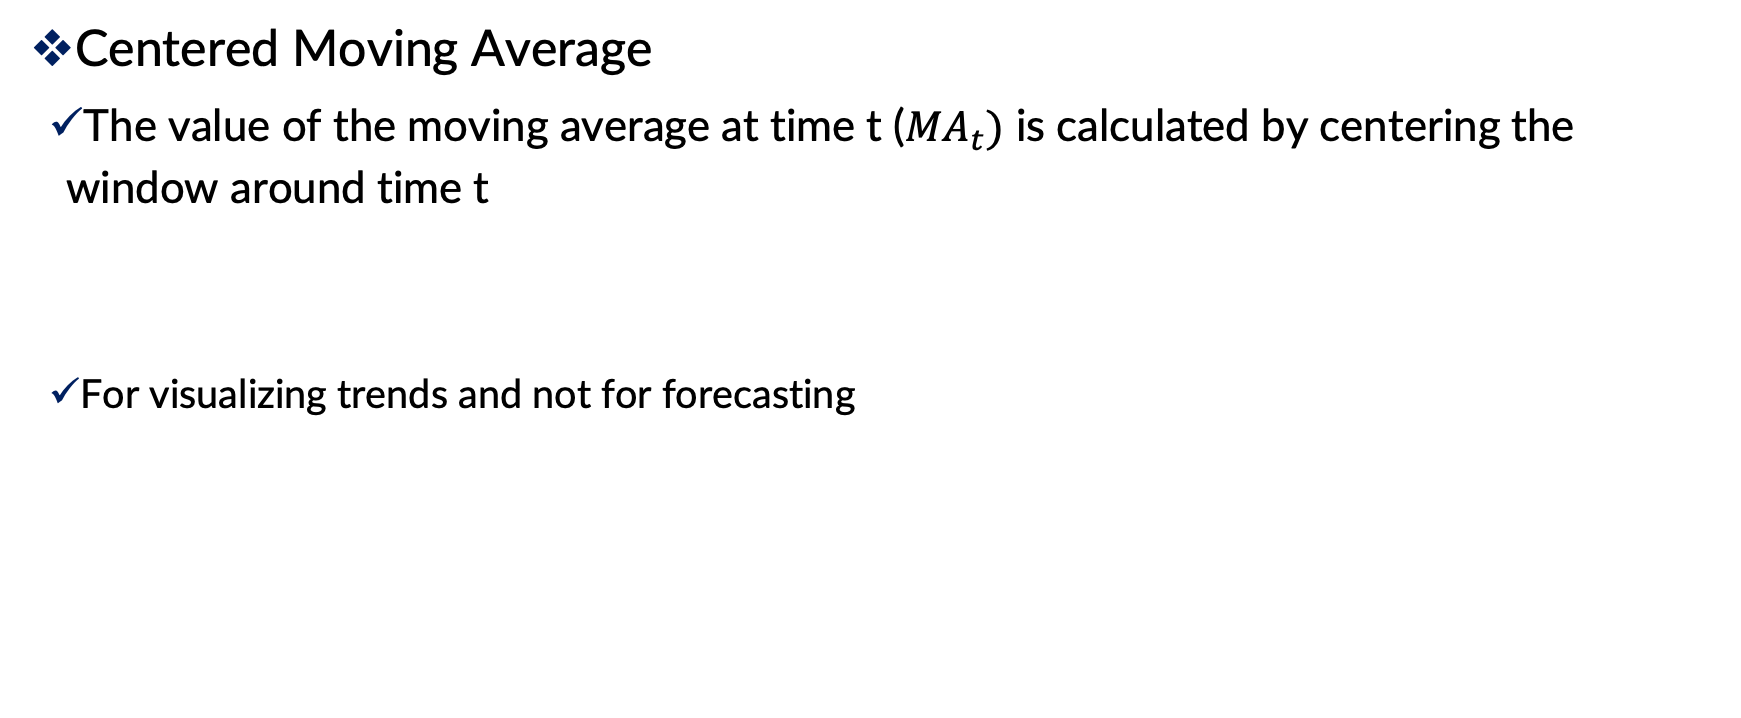 ❖Centered Moving Average
✓The value of the moving average at time t (𝑀𝐴ₜ) is calculated by centering the
window around time t
✓For visualizing trends and not for forecasting